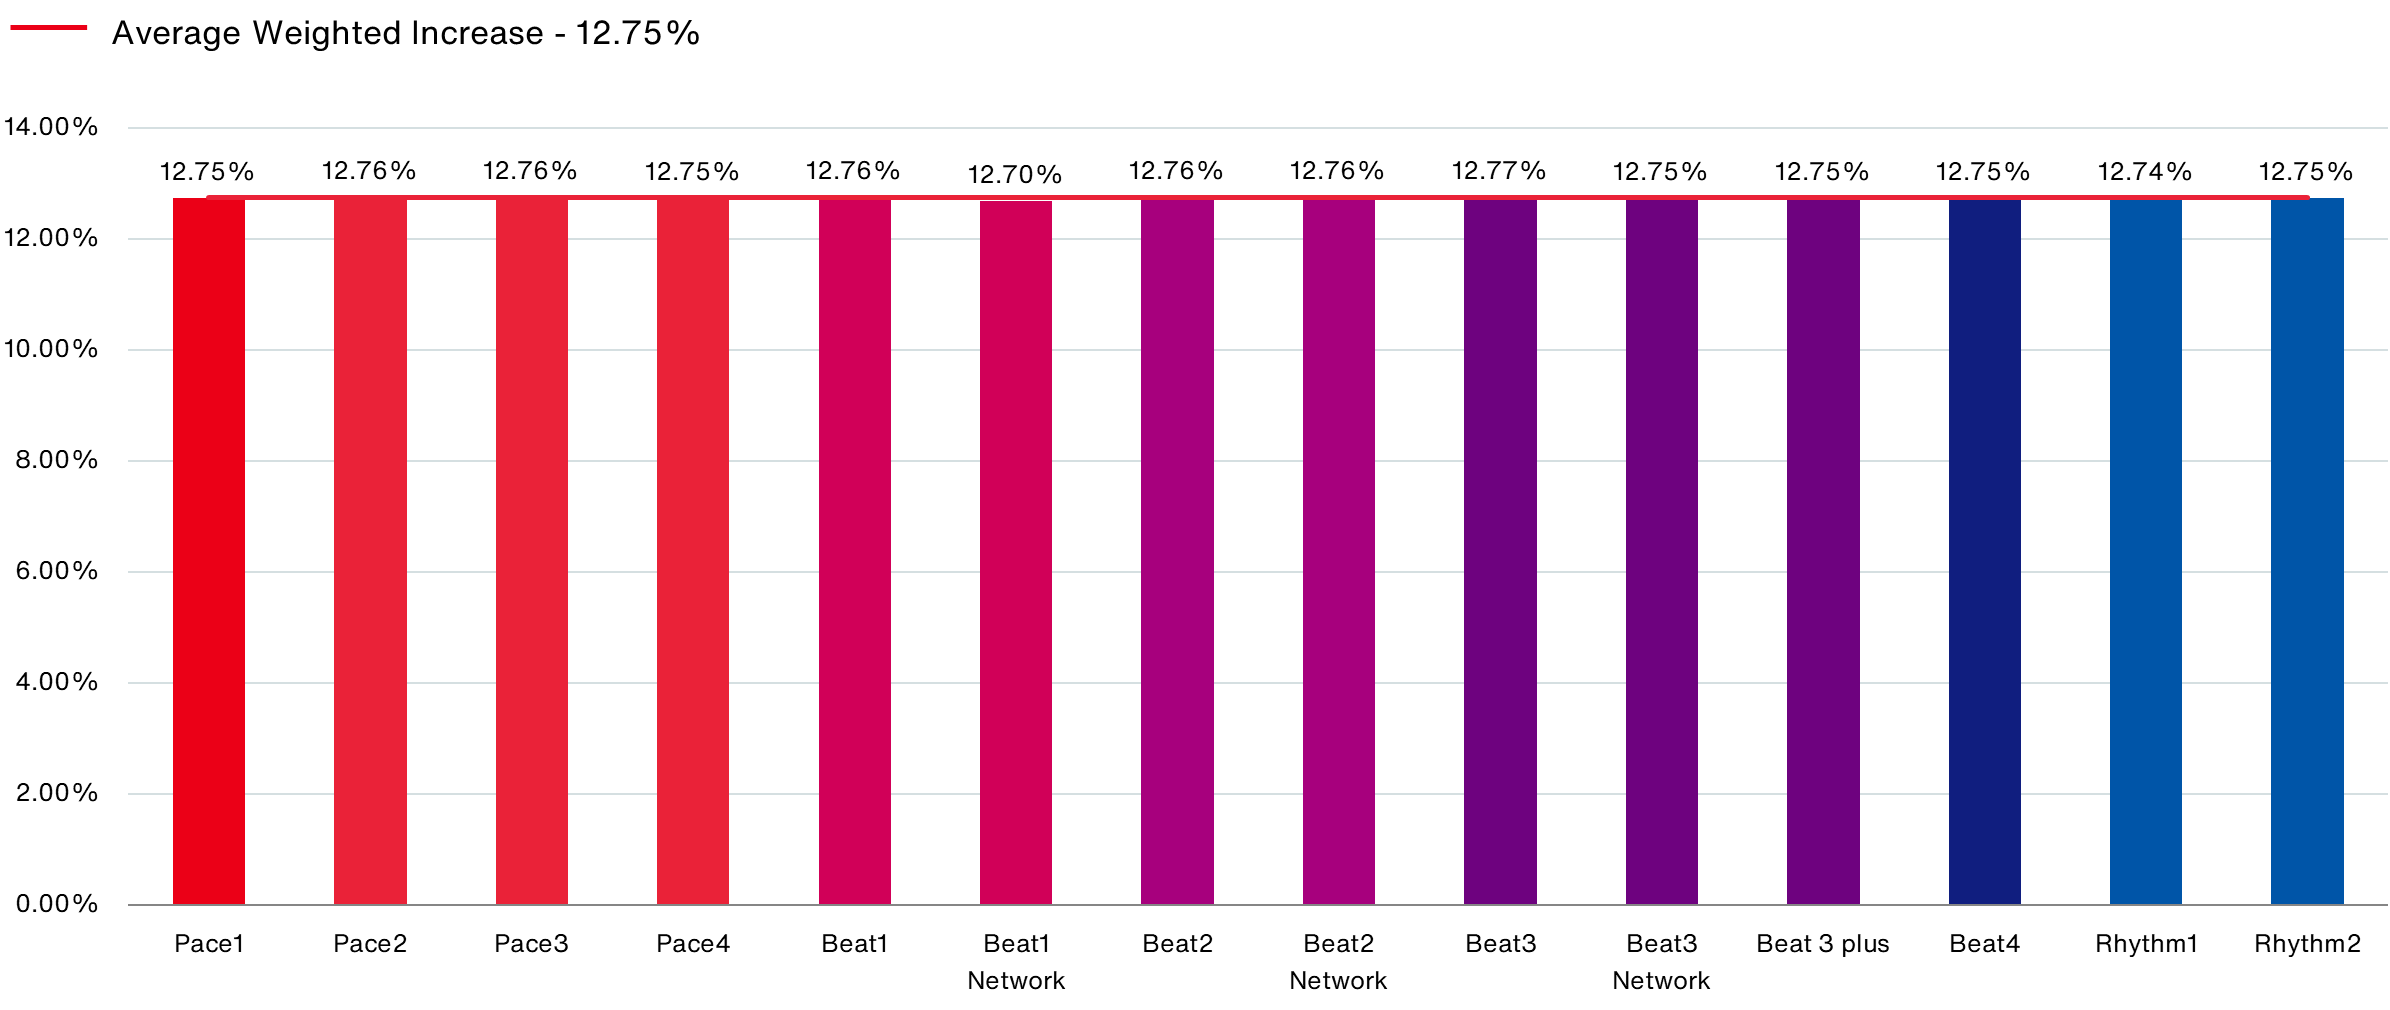 Average Weighted Increase - 12.75%
14.00%
12.75% 12.76% 12.76% 12.75% 12.76% 12.70% 12.76% 12.76% 12.77% 12.75% 12.75% 12.75% 12.74% 12.75%
12.00%
10.00%
8.00%
6.00%
4.00%
2.00%
0.00%
Pace1 Pace2 Pace3 Pace4 Beat1 Beat1 Beat2 Beat2 Beat3 Beat3 Beat 3 plus Beat4 Rhythm1 Rhythm2
Network Network Network